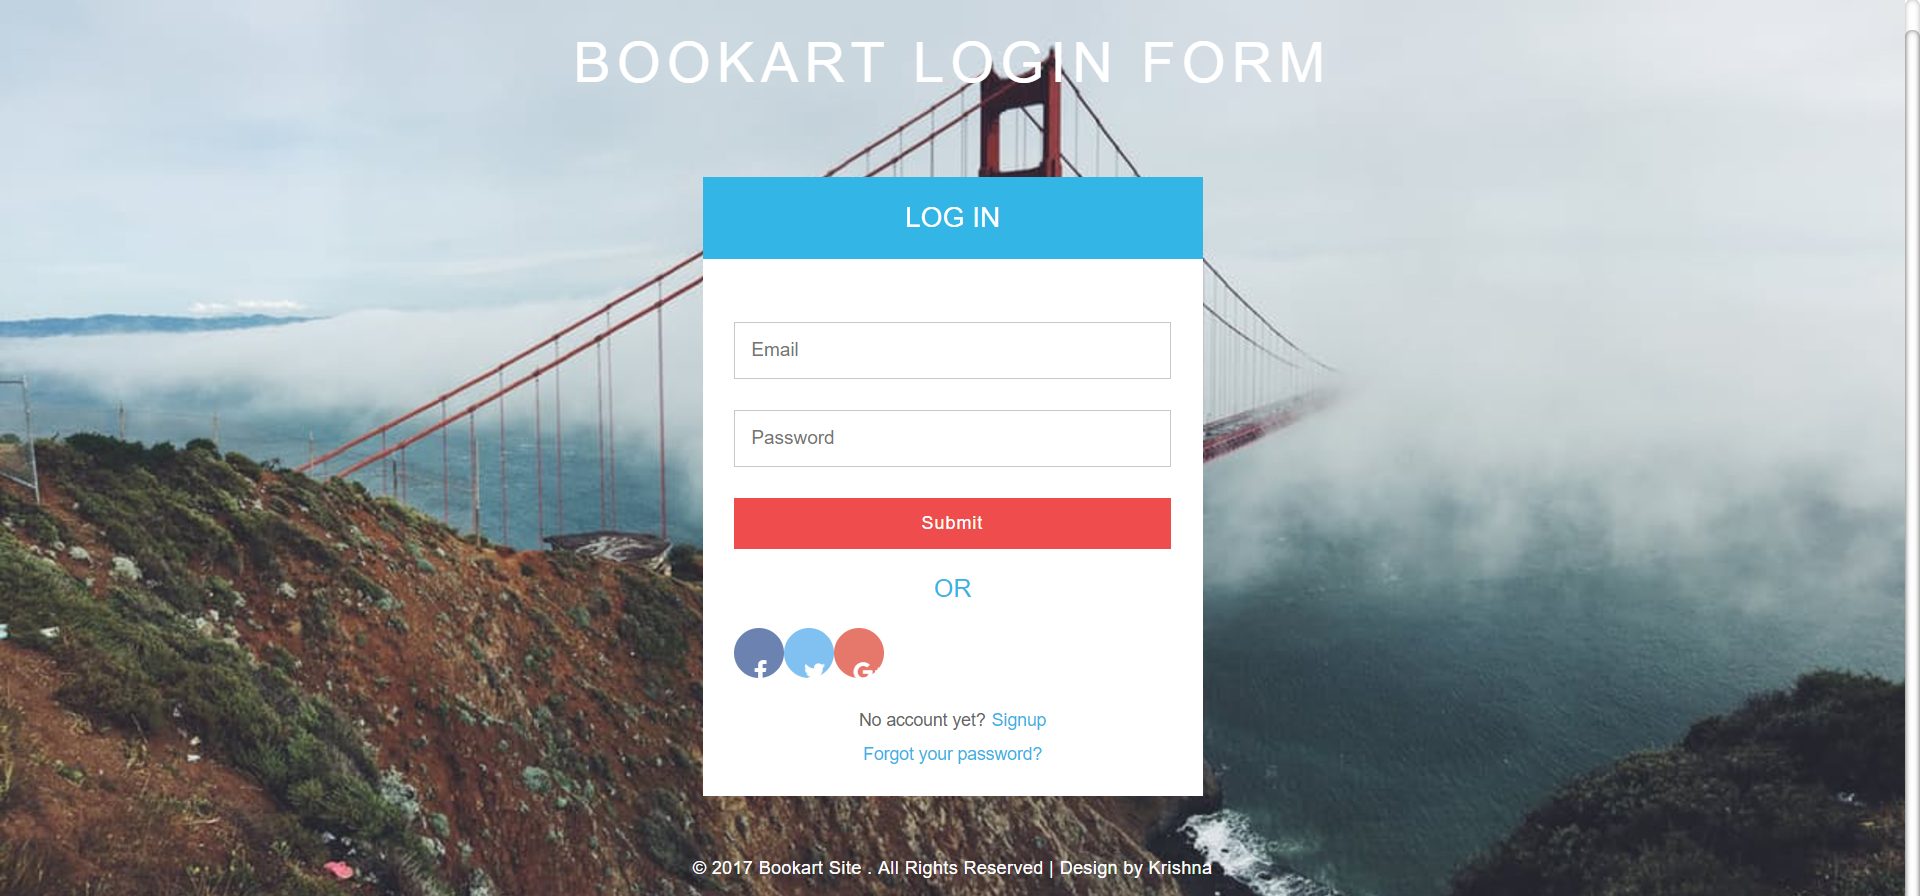 BOOKART LOGIN FORM
LOG IN
Email
Password
Submit
OR
No account yet? Signup
Forgot your password?
© 2017 Bookart Site . All Rights Reserved | Design by Krishna